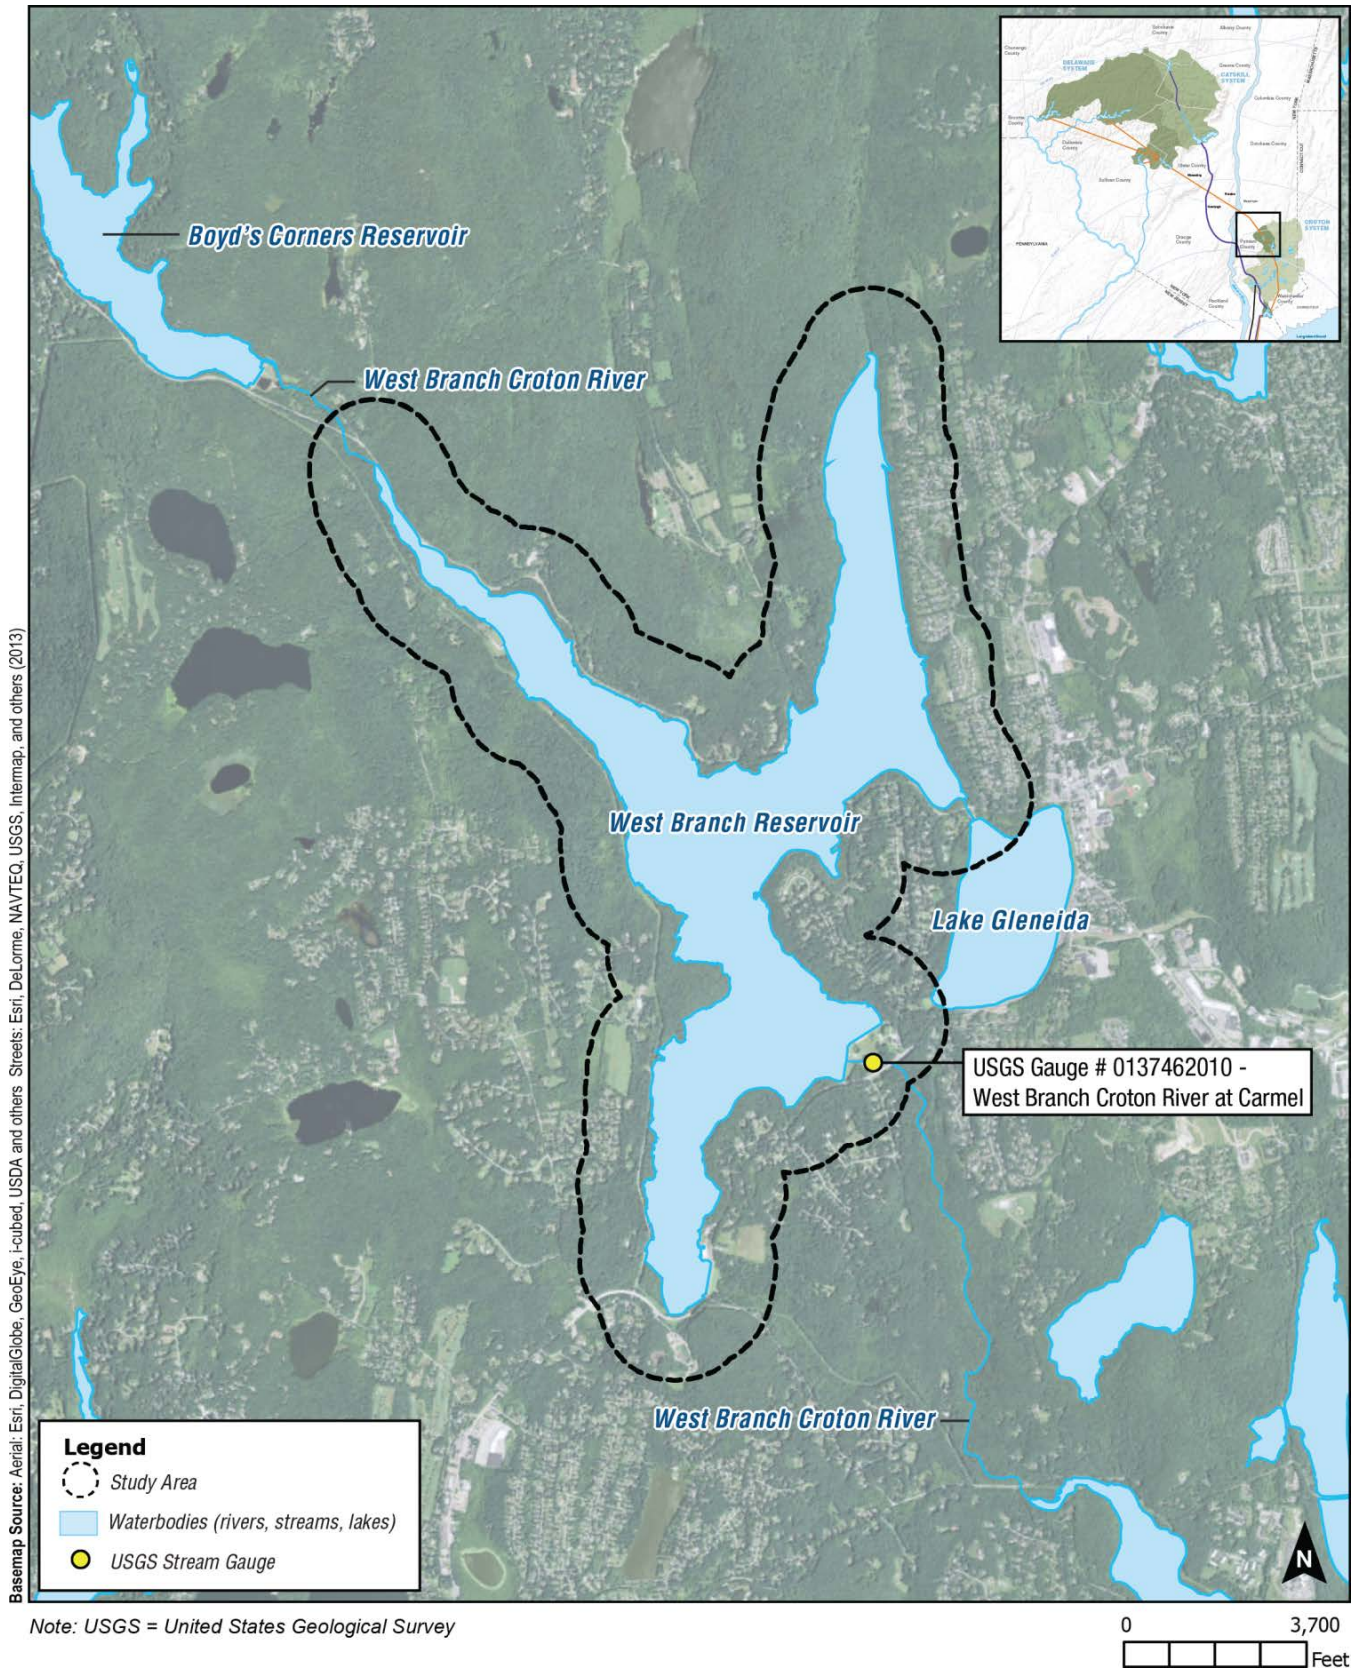 DELAWARE
SYSTEM
CATSKILL
SYSTEM
CROTON
SYSTEM
PENNSYLVANIA
Boyd's Corners Reservoir
West Branch Croton River
West Branch Reservoir
Lake Gleneida
USGS Gauge # 0137462010 -
West Branch Croton River at Carmel
West Branch Croton River
Legend
Study Area
Waterbodies (rivers, streams, lakes)
USGS Stream Gauge
N
Basemap Source: Aerial: Esri, DigitalGlobe, GeoEye, i-cubed, USDA and others Streets: Esri, DeLorme, NAVTEQ, USGS, Intermap, and others (2013)
Note: USGS = United States Geological Survey
0 3,700
Feet